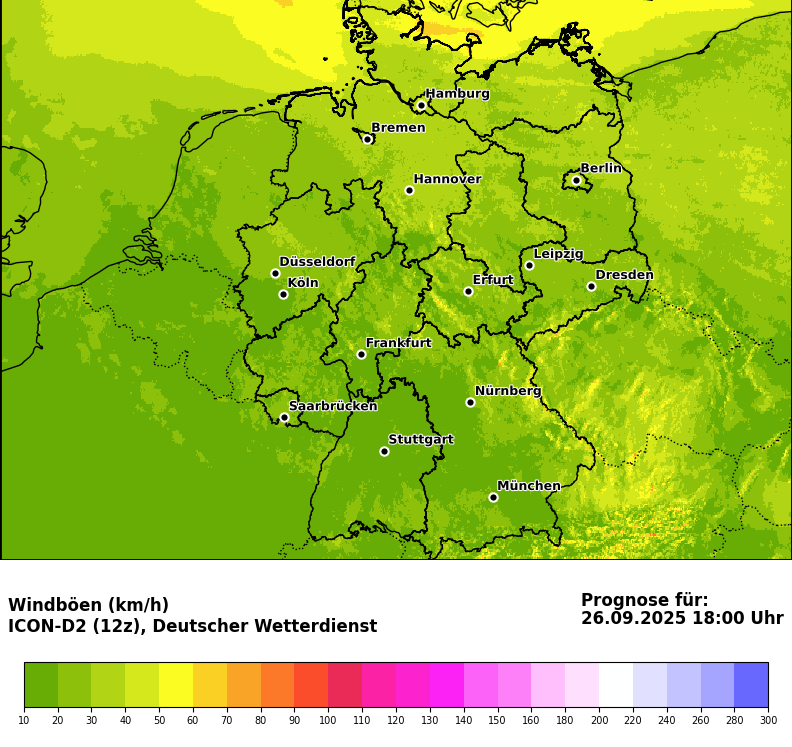 Hamburg
Bremen
Berlin
Hannover
Leipzig
Düsseldorf
Dresden
Köln
Erfurt
Frankfurt
Nürnberg
Saarbrücken
Stuttgart
München
Windböen (km/h)
ICON-D2 (12z), Deutscher Wetterdienst
Prognose für:
26.09.2025 18:00 Uhr
10 20 30 40 50 60 70 80 90 100 110 120 130 140 150 160 180 200 220 240 260 280 300